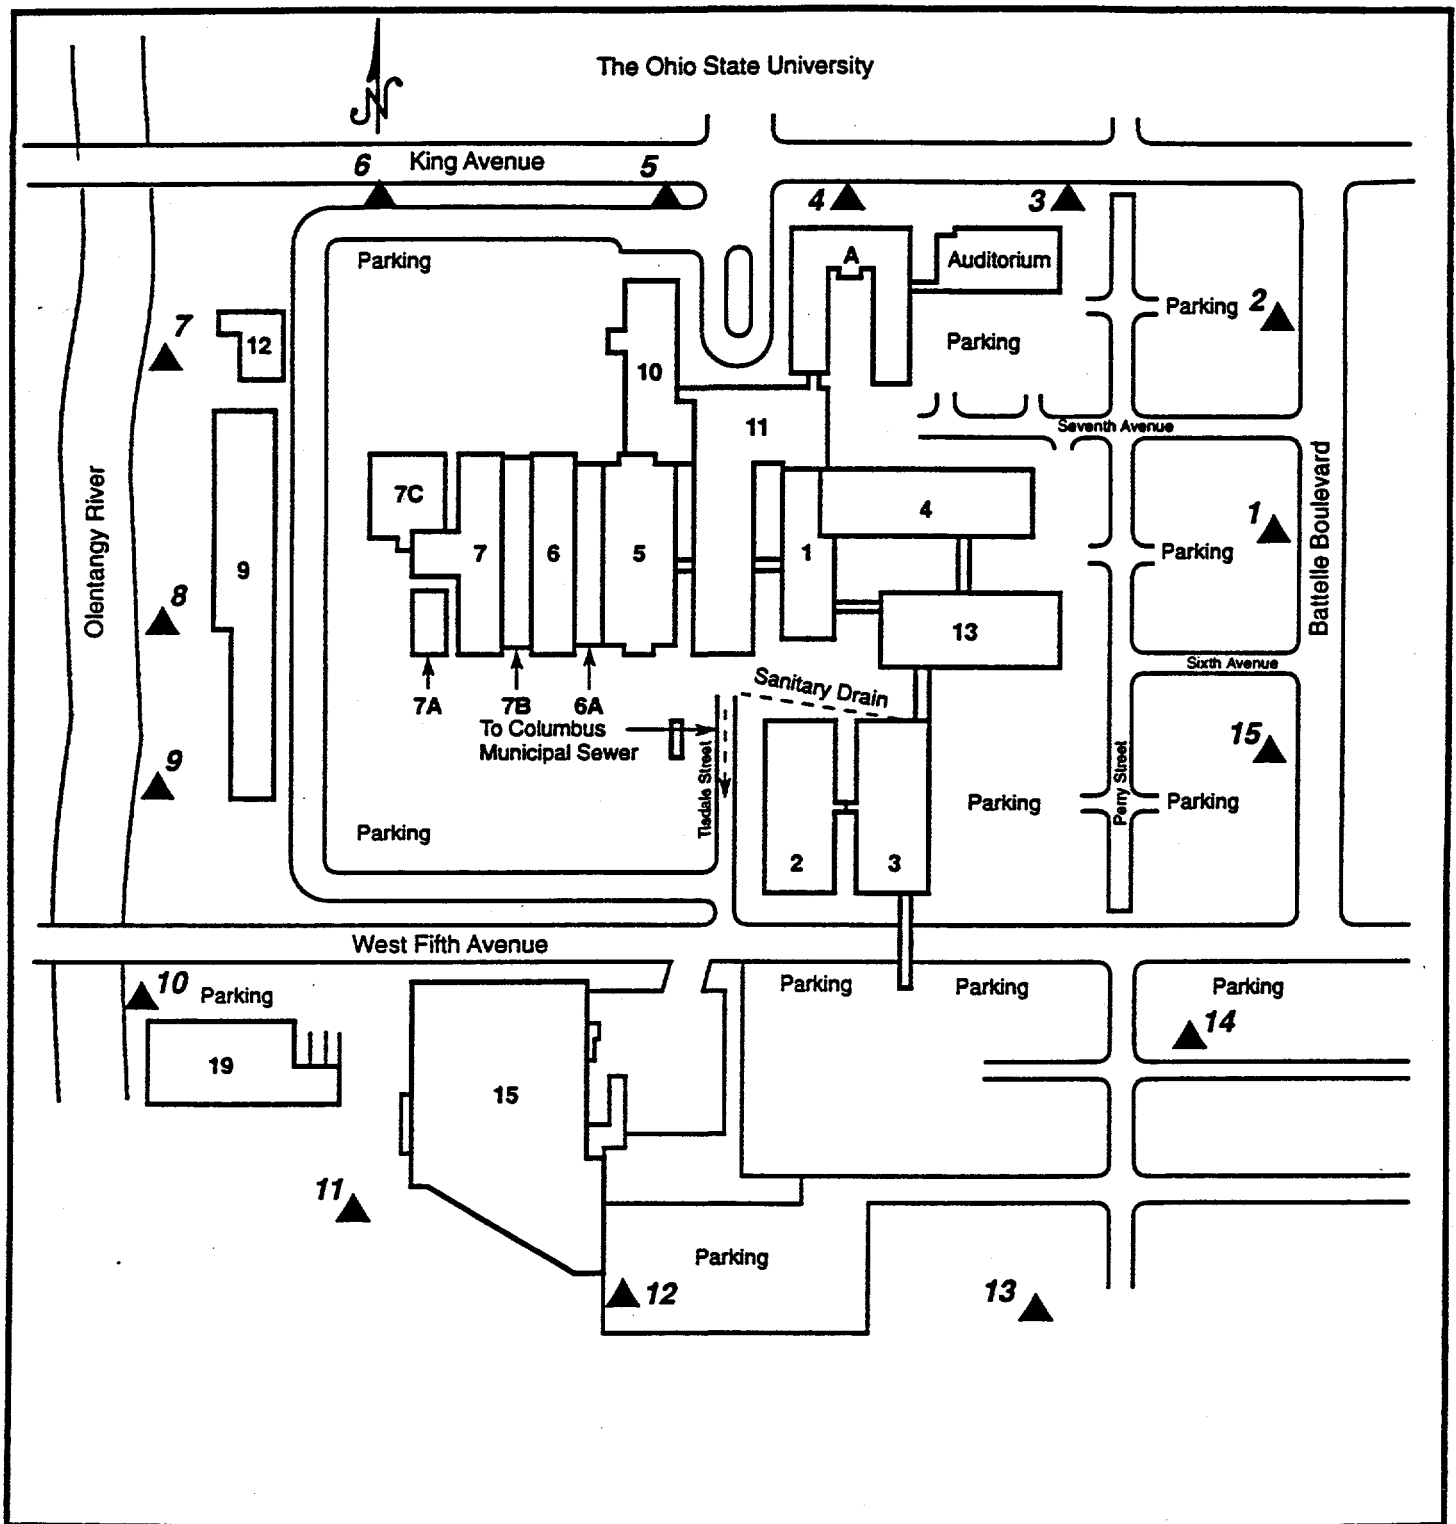 The Ohio State University
N
King Avenue
6
5
4
3
A
Auditorium
Parking
Parking
2
7
12
Parking
10
11
Seventh Avenue
7C
4
1
Parking
Battelle Boulevard
Olentangy River
9
7
6
5
1
8
13
Sixth Avenue
Sanitary Drain
7A
7B
6A
To Columbus
Municipal Sewer
15
9
Tisdale Street
Perry Street
Parking
Parking
Parking
2
3
West Fifth Avenue
10
Parking
Parking
Parking
Parking
14
19
15
11
Parking
12
13